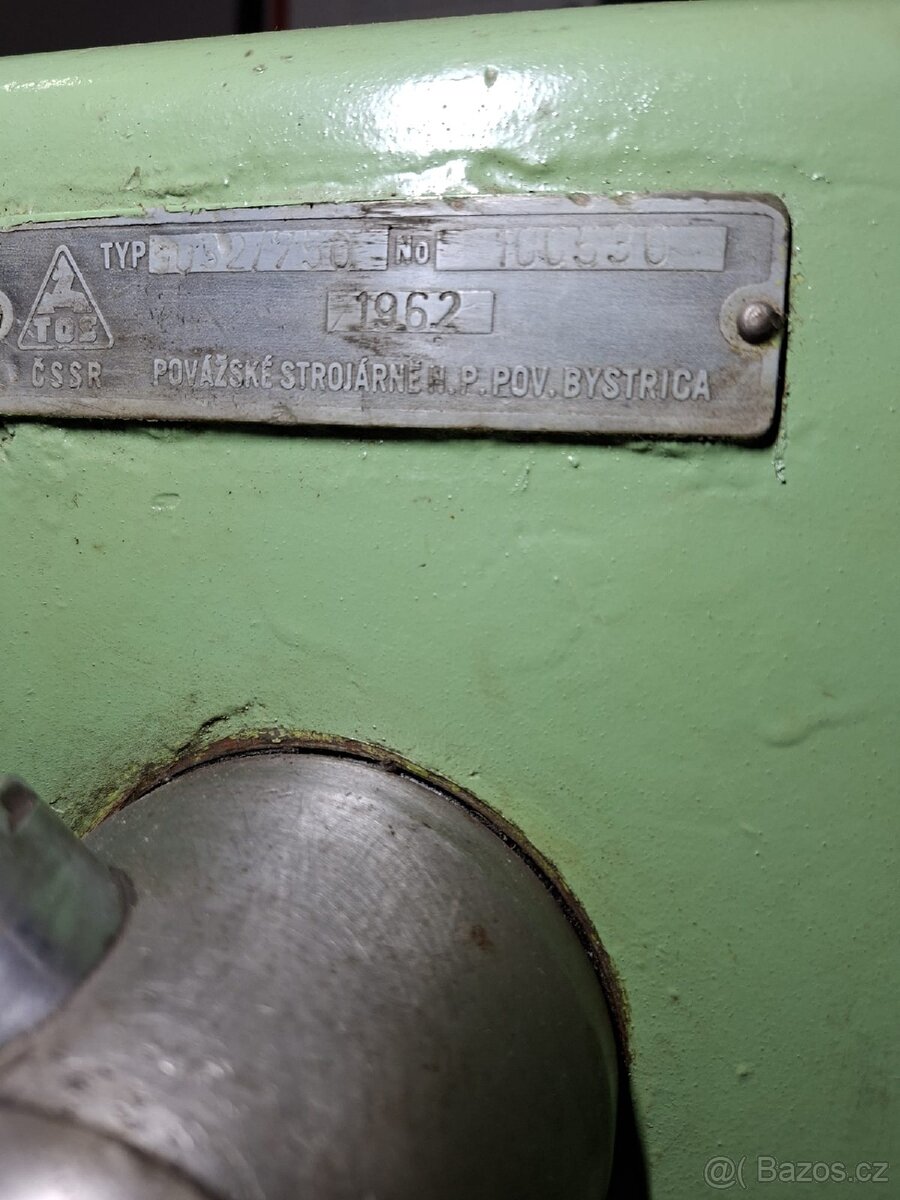 TYP No
1962
TOS
ČSSR POVÁŽSKÉ STROJÁRNE N.P. POV. BYSTRICA
@( Bazos.cz